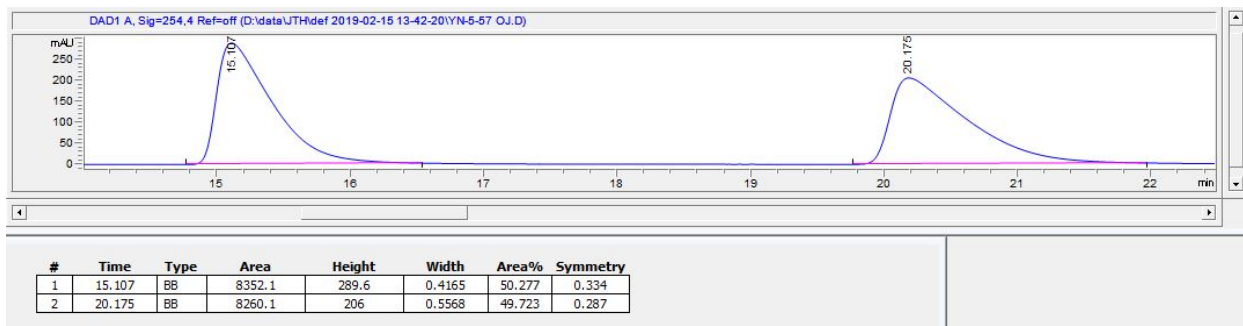 DAD1 A, Sig=254,4 Ref=off (D:\data\JTH\def 2019-02-15 13-42-20\YN-5-57 OJ.D)
mAU
250
200
150
100
50
0
15.107
20.175
15 16 17 18 19 20 21 22 min
# Time Type Area Height Width Area% Symmetry
1 15.107 BB 8352.1 289.6 0.4165 50.277 0.334
2 20.175 BB 8260.1 206 0.5568 49.723 0.287